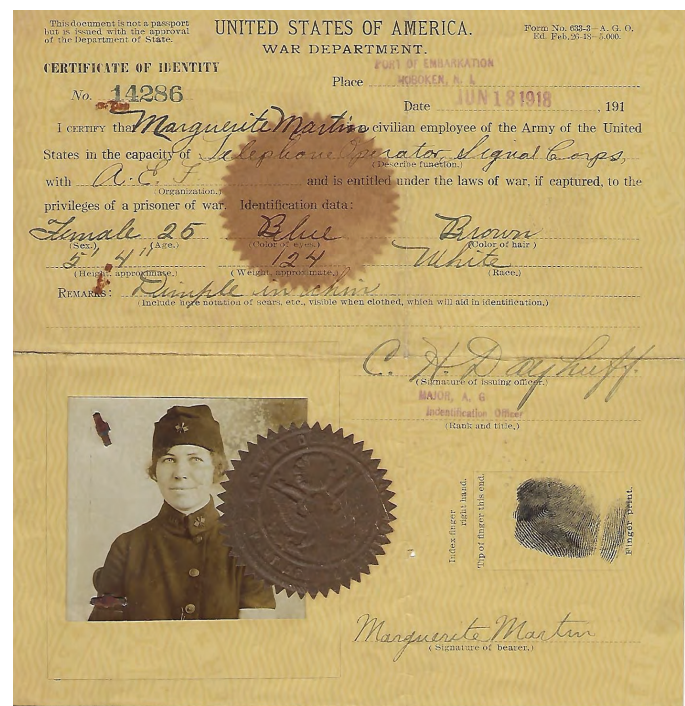 This document is not a passport
but is issued with the approval
of the Department of State.
UNITED STATES OF AMERICA.
WAR DEPARTMENT.
Form No. 633-3—A. G. O.
Ed. Feb. 26-18—5,000.
CERTIFICATE OF IDENTITY
No. 14286
PORT OF EMBARKATION
Place HOBOKEN, N. J.
Date JUN 18 1918, 191
I CERTIFY that Marguerite Martin civilian employee of the Army of the United
States in the capacity of Telephone Operator, Signal Corps,
(Describe function.)
with A. E. F. and is entitled under the laws of war, if captured, to the
(Organization.)
privileges of a prisoner of war. Identification data:
Female 25 Blue Brown
(Sex.) (Age.) (Color of eyes.) (Color of hair.)
5' 4" 124 White
(Height, approximate.) (Weight, approximate.) (Race.)
REMARKS: Dimple in chin
(Include here notation of scars, etc., visible when clothed, which will aid in identification.)
C. H. Dayhuff.
(Signature of issuing officer.)
MAJOR, A. G
Indentification Officer
(Rank and title.)
Index finger
right hand.
Tip of finger this end.
Finger print.
Marguerite Martin
(Signature of bearer.)